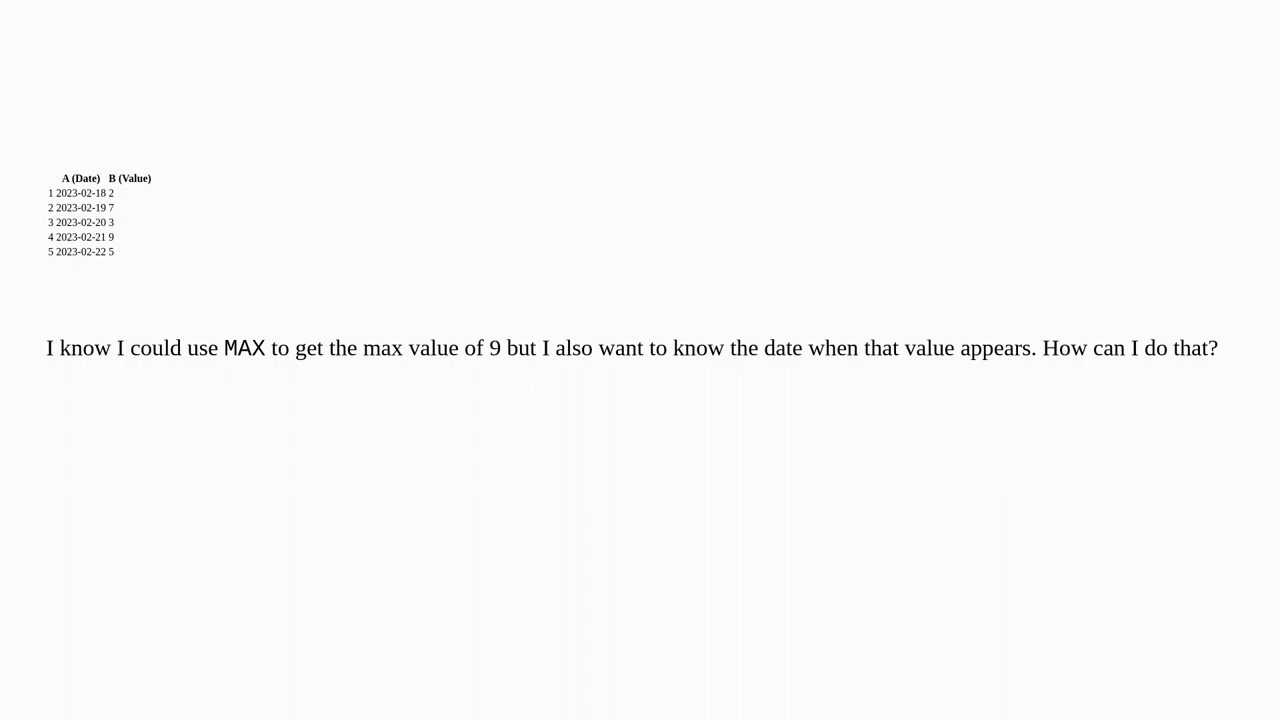 A (Date) B (Value)
1 2023-02-18 2
2 2023-02-19 7
3 2023-02-20 3
4 2023-02-21 9
5 2023-02-22 5
I know I could use MAX to get the max value of 9 but I also want to know the date when that value appears. How can I do that?